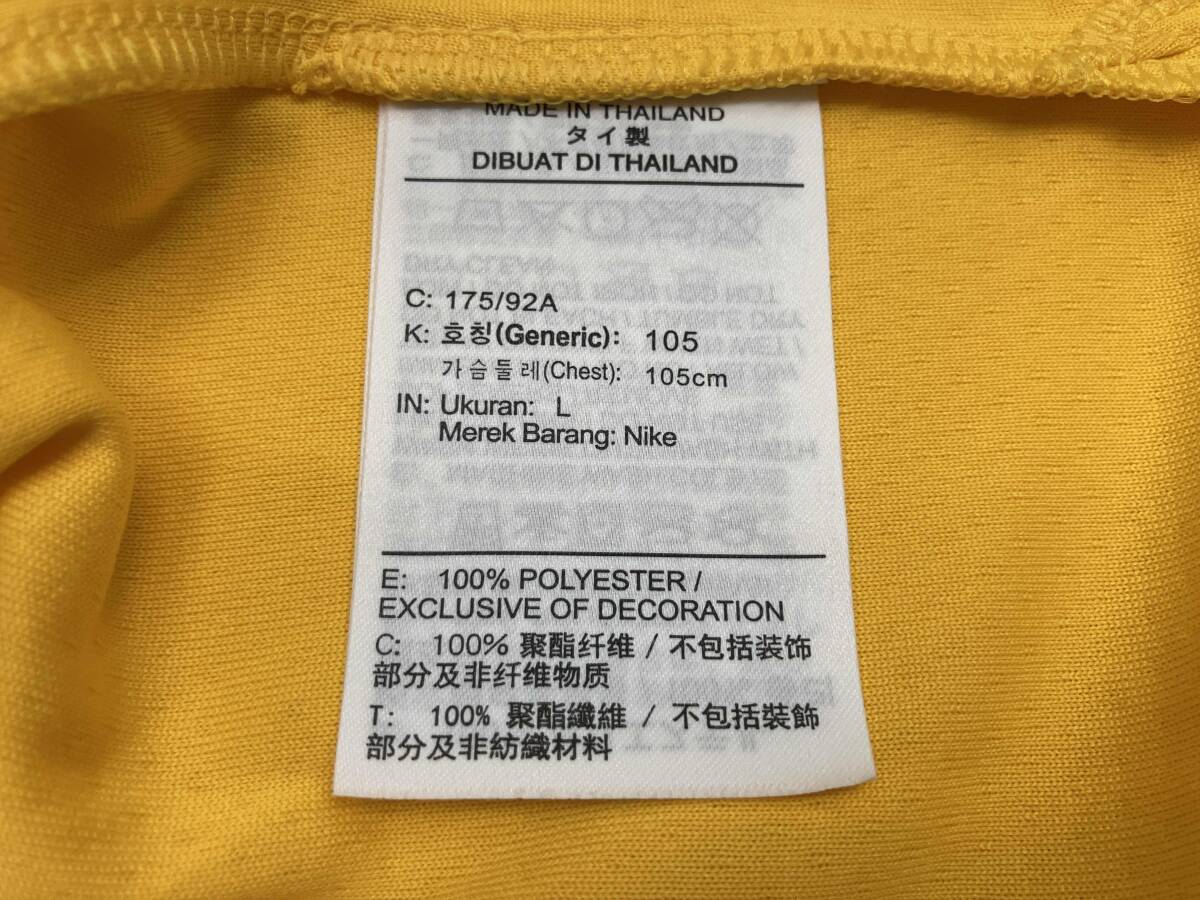 MADE IN THAILAND
タイ製
DIBUAT DI THAILAND
C: 175/92A
K: 호칭(Generic): 105
가슴둘레(Chest): 105cm
IN: Ukuran: L
Merek Barang: Nike
E: 100% POLYESTER /
EXCLUSIVE OF DECORATION
C: 100% 聚酯纤维 / 不包括装饰
部分及非纤维物质
T: 100% 聚酯纖維 / 不包括裝飾
部分及非紡織材料